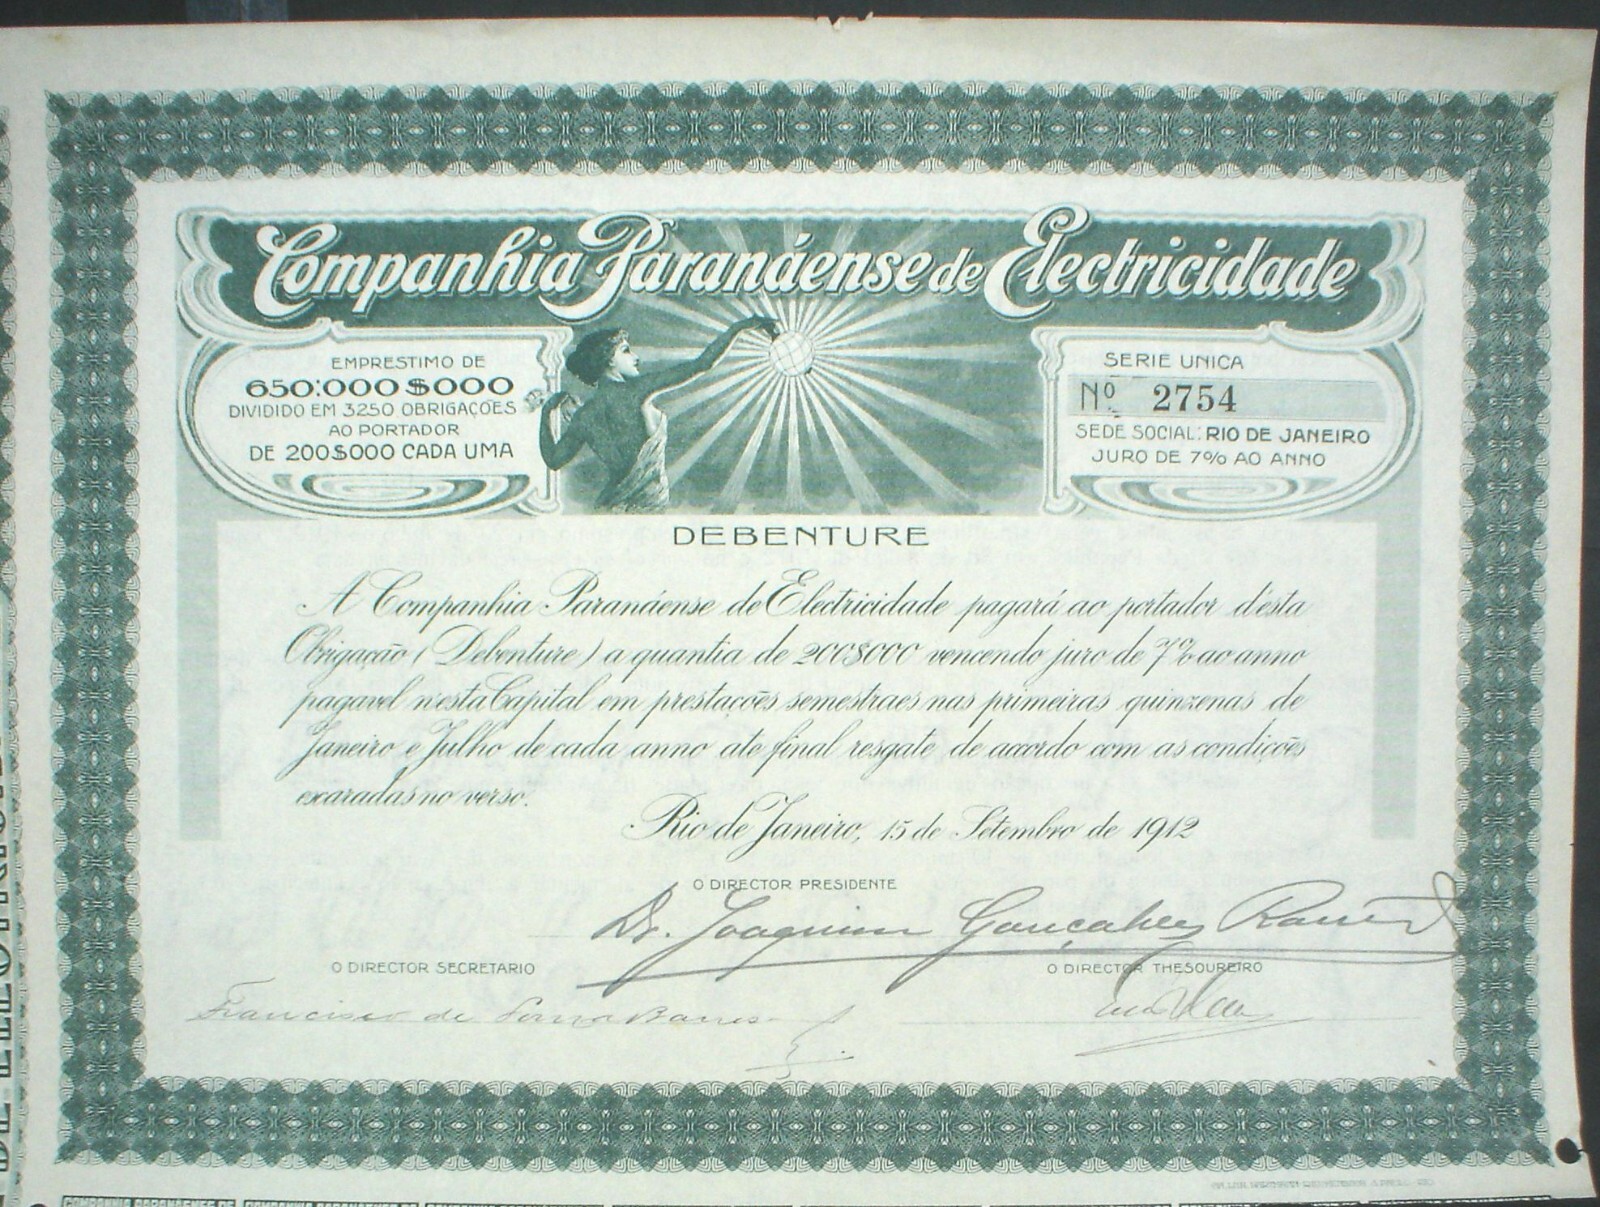 Companhia Paranáense de Electricidade
EMPRESTIMO DE
650:000$000
DIVIDIDO EM 3250 OBRIGAÇÕES
AO PORTADOR
DE 200$000 CADA UMA
SERIE UNICA
Nº 2754
SEDE SOCIAL: RIO DE JANEIRO
JURO DE 7% AO ANNO
DEBENTURE
A Companhia Paranáense de Electricidade pagará ao portador d'esta
Obrigação (Debenture) a quantia de 200$000 vencendo juro de 7% ao anno
pagavel n'esta Capital em prestações semestraes nas primeiras quinzenas de
Janeiro e Julho de cada anno até final resgate de accordo com as condições
exaradas no verso.
Rio de Janeiro, 15 de Setembro de 1912
O DIRECTOR PRESIDENTE
Dr. Joaquim Gonçalves
O DIRECTOR SECRETARIO
O DIRECTOR THESOUREIRO
Francisco de